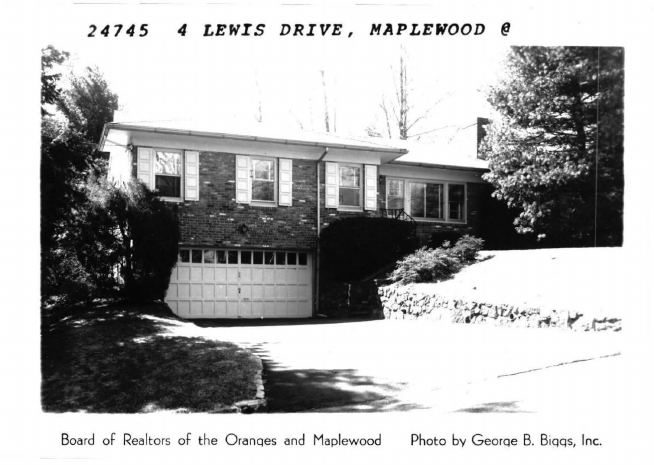 24745 4 LEWIS DRIVE, MAPLEWOOD @
Board of Realtors of the Oranges and Maplewood Photo by George B. Biggs, Inc.